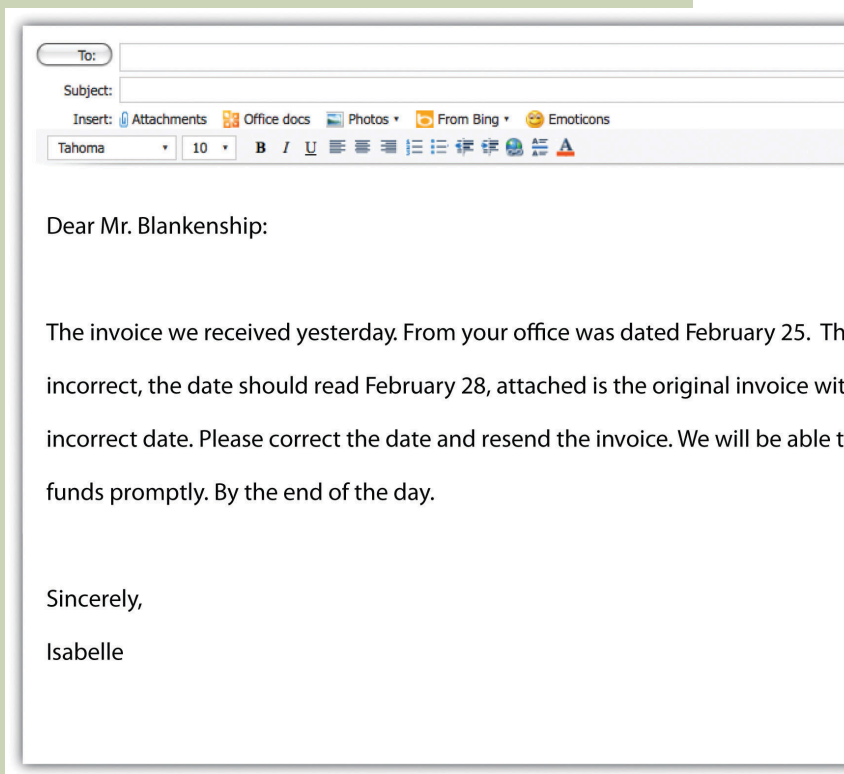 To:
Subject:
Insert: Attachments Office docs Photos From Bing Emoticons
Tahoma 10 B I U A
Dear Mr. Blankenship:
The invoice we received yesterday. From your office was dated February 25. Th
incorrect, the date should read February 28, attached is the original invoice wit
incorrect date. Please correct the date and resend the invoice. We will be able t
funds promptly. By the end of the day.
Sincerely,
Isabelle